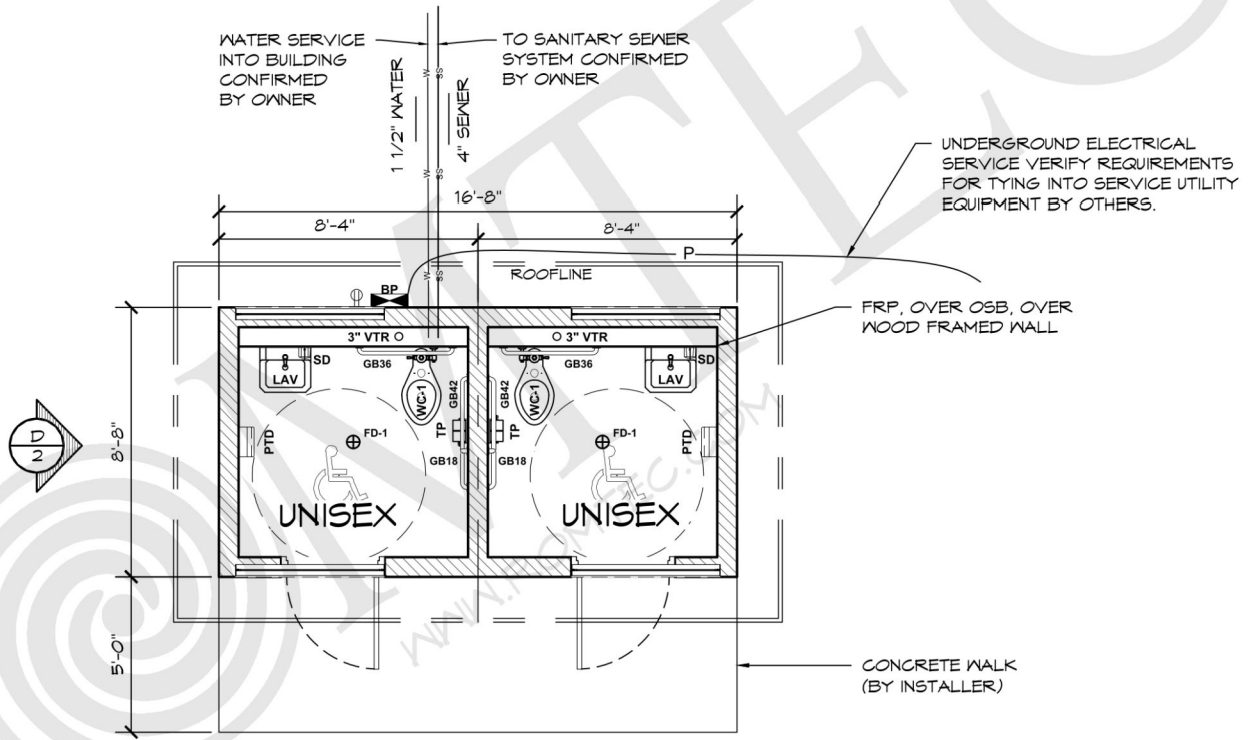 WATER SERVICE
INTO BUILDING
CONFIRMED
BY OWNER
TO SANITARY SEWER
SYSTEM CONFIRMED
BY OWNER
1 1/2" WATER
4" SEWER
W
SS
W
SS
W
SS
UNDERGROUND ELECTRICAL
SERVICE VERIFY REQUIREMENTS
FOR TYING INTO SERVICE UTILITY
EQUIPMENT BY OTHERS.
16'-8"
8'-4"
8'-4"
P
ROOFLINE
BP
FRP, OVER OSB, OVER
WOOD FRAMED WALL
3" VTR
3" VTR
SD
LAV
GB36
WC-1
GB42
TP
GB18
GB42
TP
GB18
WC-1
GB36
SD
LAV
PTD
FD-1
FD-1
PTD
UNISEX
UNISEX
D
2
8'-8"
5'-0"
CONCRETE WALK
(BY INSTALLER)
OMTEC